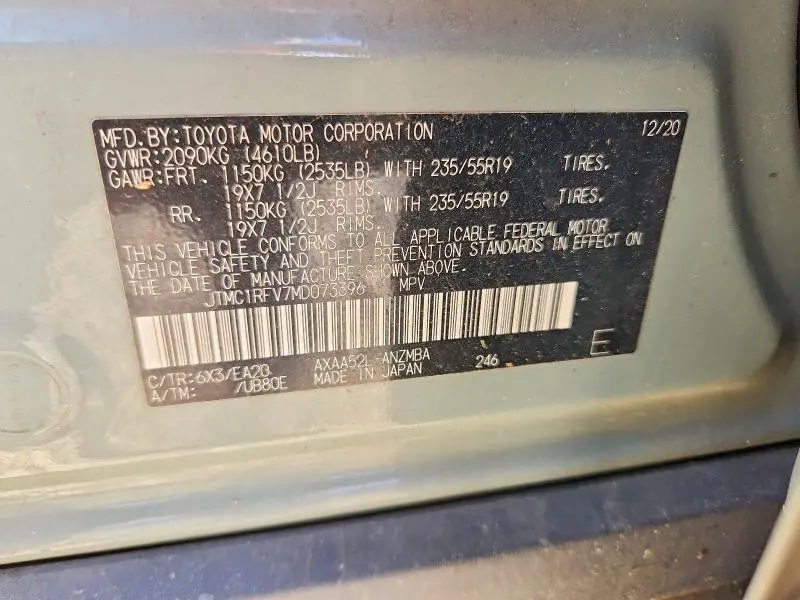 MFD. BY: TOYOTA MOTOR CORPORATION 12/20
GVWR: 2090KG (4610LB)
GAWR: FRT. 1150KG (2535LB) WITH 235/55R19 TIRES.
19X7 1/2J RIMS.
RR. 1150KG (2535LB) WITH 235/55R19 TIRES.
19X7 1/2J RIMS.
THIS VEHICLE CONFORMS TO ALL APPLICABLE FEDERAL MOTOR
VEHICLE SAFETY AND THEFT PREVENTION STANDARDS IN EFFECT ON
THE DATE OF MANUFACTURE SHOWN ABOVE.
JTMC1RFV7MD073396 MPV
C/TR: 6X3/EA20 AXAA52L-ANZMBA 246 E
A/TM: /UB80E MADE IN JAPAN